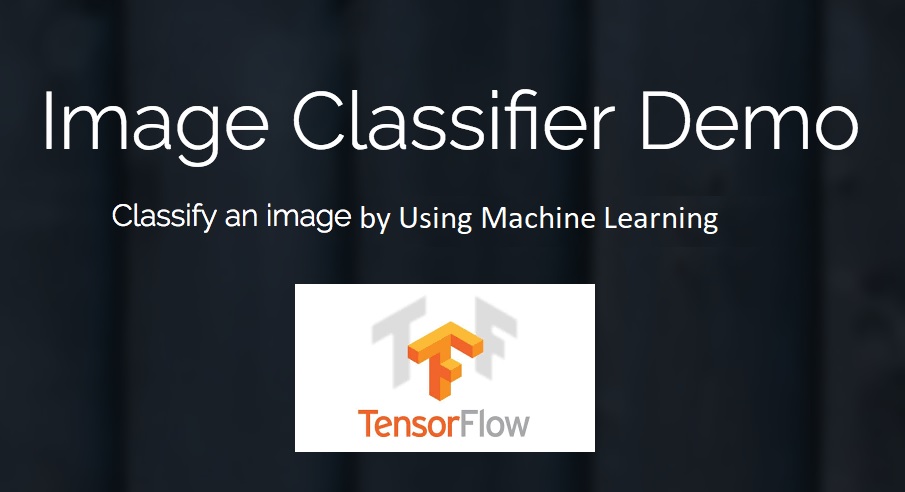 Image Classifier Demo
Classify an image by Using Machine Learning
TensorFlow